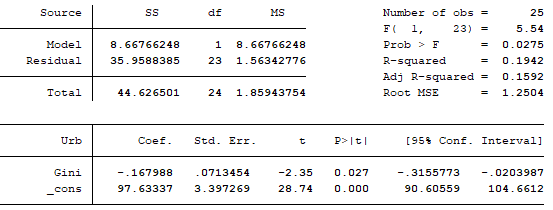 Source | SS df MS Number of obs = 25
F( 1, 23) = 5.54
Model | 8.66766248 1 8.66766248 Prob > F = 0.0275
Residual | 35.9588385 23 1.56342776 R-squared = 0.1942
Adj R-squared = 0.1592
Total | 44.626501 24 1.85943754 Root MSE = 1.2504
Urb | Coef. Std. Err. t P>|t| [95% Conf. Interval]
Gini | -.167988 .0713454 -2.35 0.027 -.3155773 -.0203987
_cons | 97.63337 3.397269 28.74 0.000 90.60559 104.6612